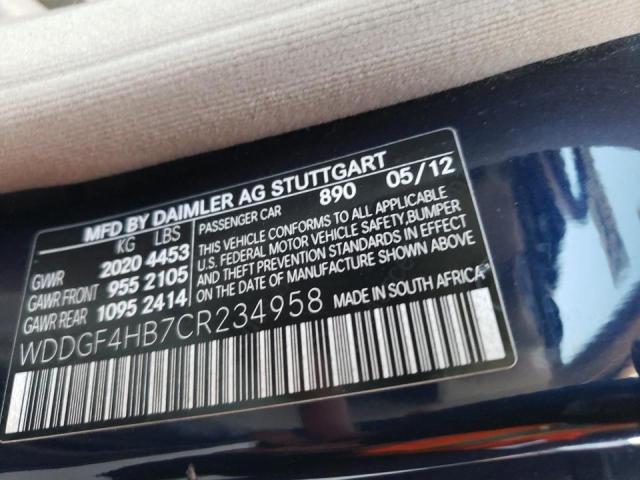 MFD BY DAIMLER AG STUTTGART
KG LBS
GVWR 2020 4453
GAWR FRONT 955 2105
GAWR REAR 1095 2414
PASSENGER CAR 890 05/12
THIS VEHICLE CONFORMS TO ALL APPLICABLE
U.S. FEDERAL MOTOR VEHICLE SAFETY, BUMPER
AND THEFT PREVENTION STANDARDS IN EFFECT
ON THE DATE OF MANUFACTURE SHOWN ABOVE
WDDGF4HB7CR234958 MADE IN SOUTH AFRICA